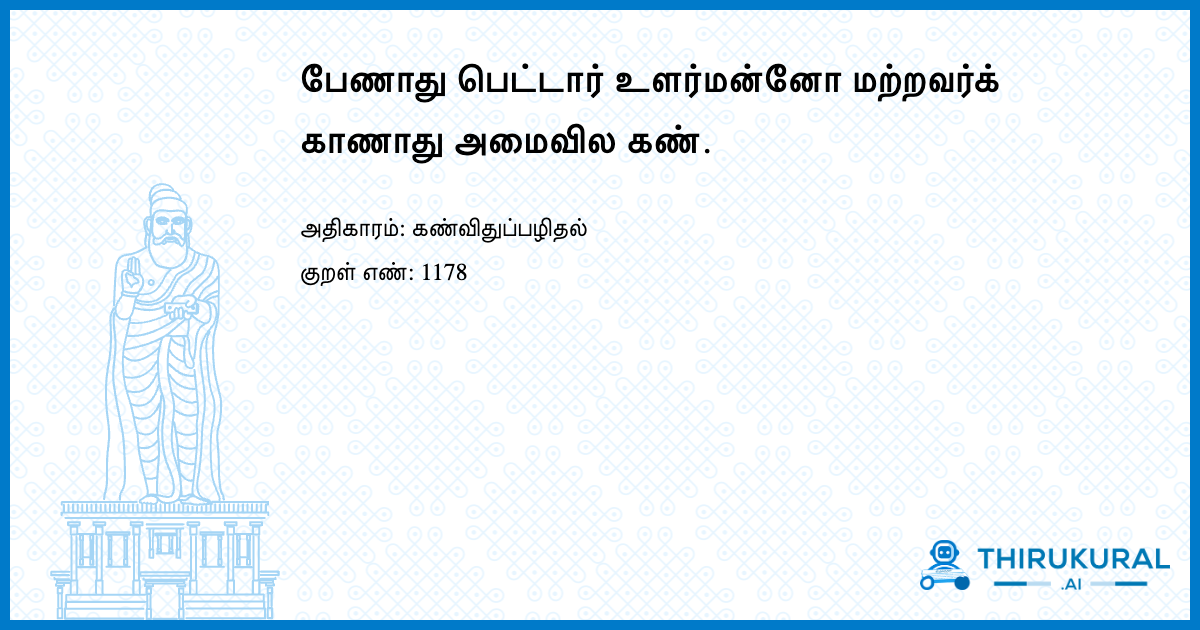 பேணாது பெட்டார் உளர்மன்னோ மற்றவர்க்
காணாது அமைவில கண்.
அதிகாரம்: கண்விதுப்பழிதல்
குறள் எண்: 1178
THIRUKURAL
.AI